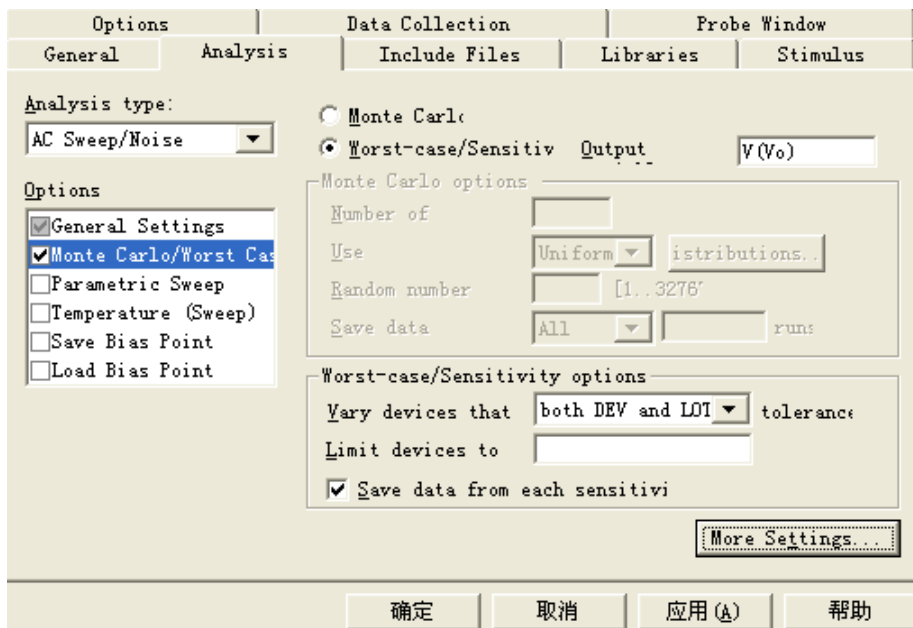 Options Data Collection Probe Window
General Analysis Include Files Libraries Stimulus
Analysis type:
AC Sweep/Noise
Options
General Settings
Monte Carlo/Worst Cas
Parametric Sweep
Temperature (Sweep)
Save Bias Point
Load Bias Point
Monte Carlo
Worst-case/Sensitiv Output V(Vo)
Monte Carlo options
Number of
Use Uniform istributions..
Random number [1..3276
Save data All runs
Worst-case/Sensitivity options
Vary devices that both DEV and LOT tolerance
Limit devices to
Save data from each sensitivi
More Settings...
确定 取消 应用(A) 帮助